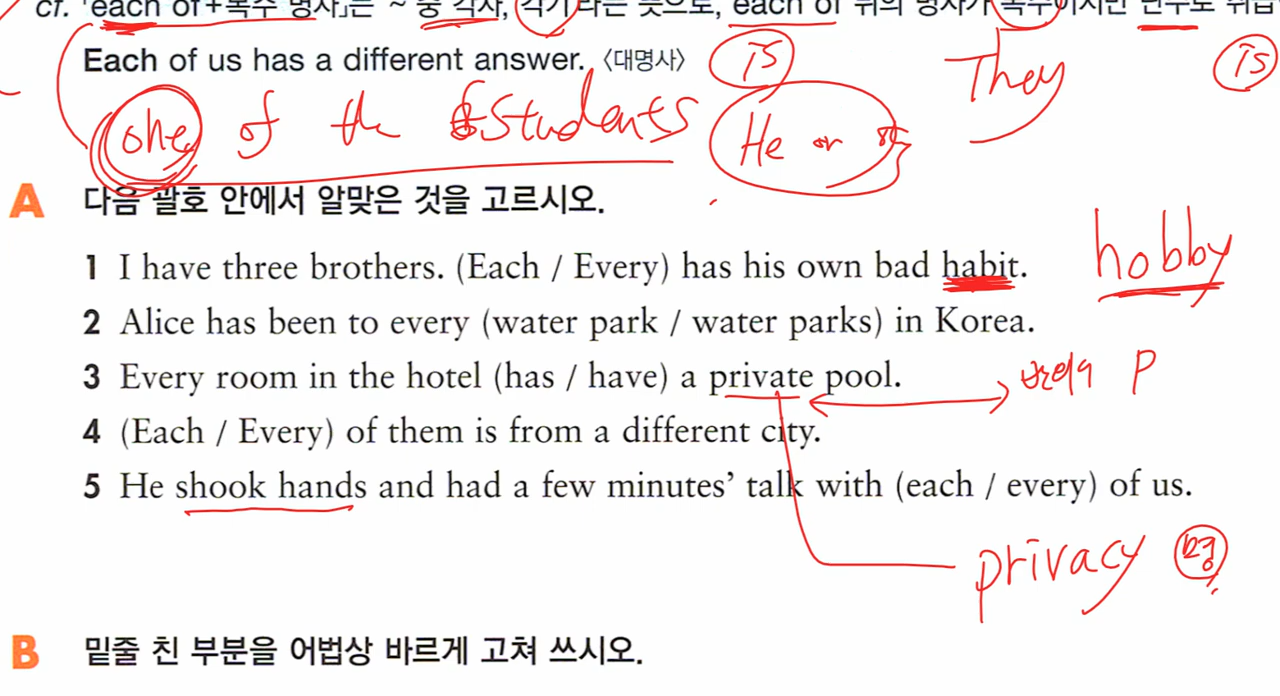 cf. 「each of+복수 명사」는 ~ 중 각자, 각기'라는 뜻으로, each of 뒤의 명사가 복수이지만 단수로 취급
Each of us has a different answer. 〈대명사〉 is They is
one of the students He or
A 다음 괄호 안에서 알맞은 것을 고르시오.
1 I have three brothers. (Each / Every) has his own bad habit. hobby
2 Alice has been to every (water park / water parks) in Korea.
3 Every room in the hotel (has / have) a private pool. P
4 (Each / Every) of them is from a different city.
5 He shook hands and had a few minutes' talk with (each / every) of us.
privacy 명
B 밑줄 친 부분을 어법상 바르게 고쳐 쓰시오.